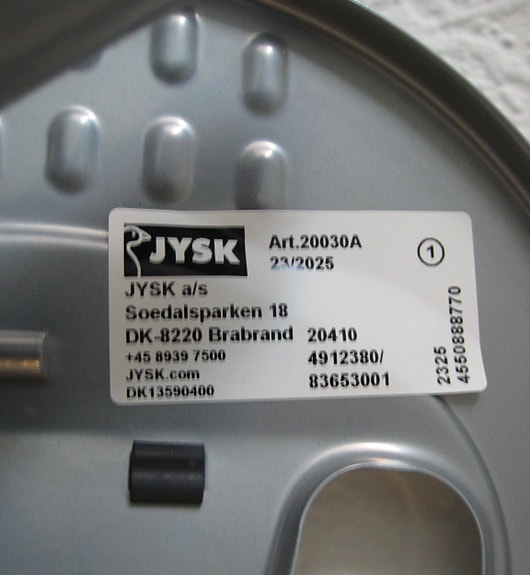 JYSK
Art.20030A
23/2025
1
JYSK a/s
Soedalsparken 18
DK-8220 Brabrand
+45 8939 7500
JYSK.com
DK13590400
20410
4912380/
83653001
2325
4550888770